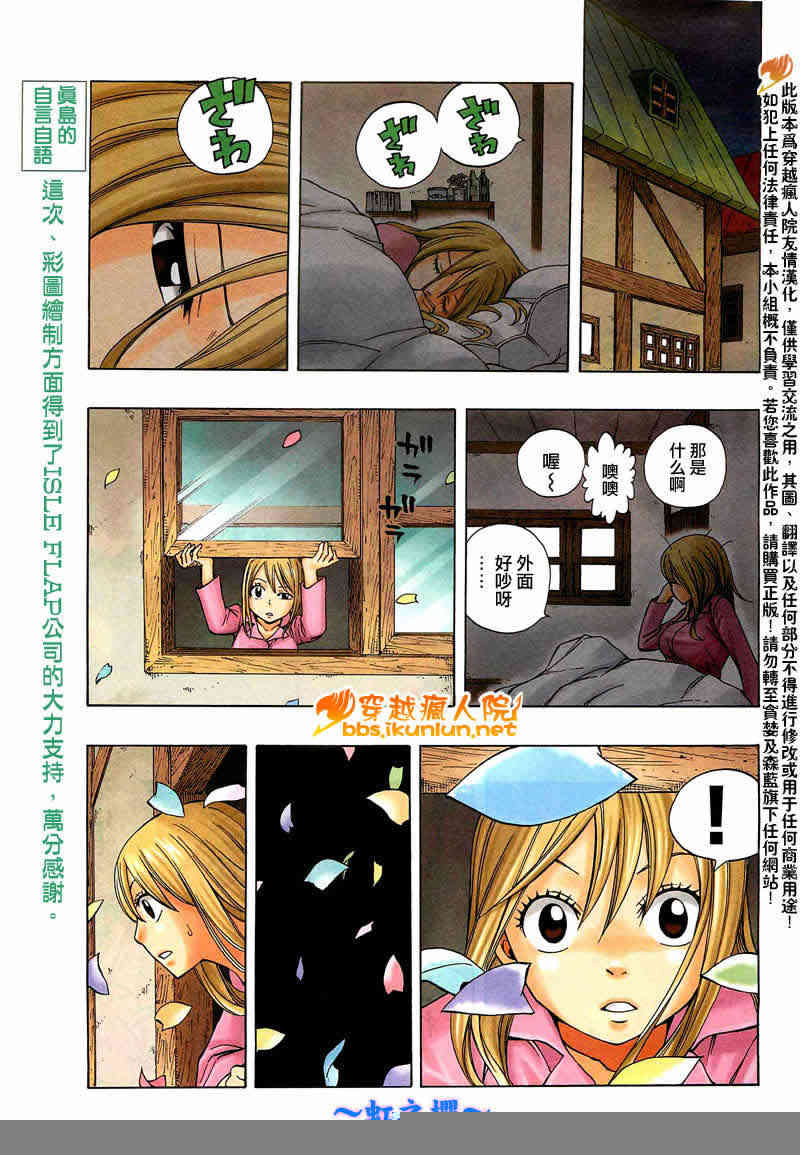 此版本爲穿越瘋人院友情漢化，僅供學習交流之用，其圖、翻譯以及任何部分不得進行修改或用于任何商業用途！
如犯上任何法律責任，本小組概不負責。若您喜歡此作品，請購買正版！請勿轉至貪婪及森藍旗下任何網站！
ざわ
ざわ
ざわ
那是
什么啊
噢噢
喔～
外面
好吵呀
……
ガタガタ
!
穿越瘋人院
bbs.ikunlun.net
眞島的
自言自語
這次、彩圖繪制方面得到了ISLE FLAP公司的大力支持，萬分感謝。
～虹之櫻～